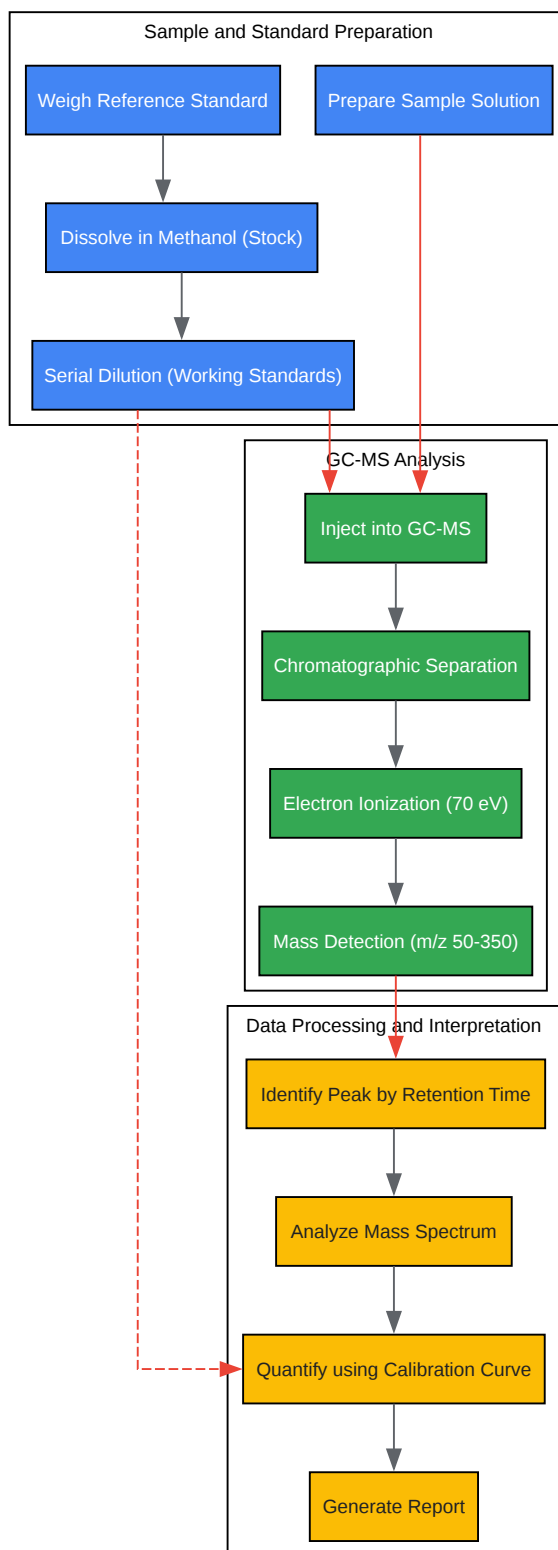 Sample and Standard Preparation
Weigh Reference Standard
Prepare Sample Solution
Dissolve in Methanol (Stock)
Serial Dilution (Working Standards)
GC-MS Analysis
Inject into GC-MS
Chromatographic Separation
Electron Ionization (70 eV)
Mass Detection (m/z 50-350)
Data Processing and Interpretation
Identify Peak by Retention Time
Analyze Mass Spectrum
Quantify using Calibration Curve
Generate Report